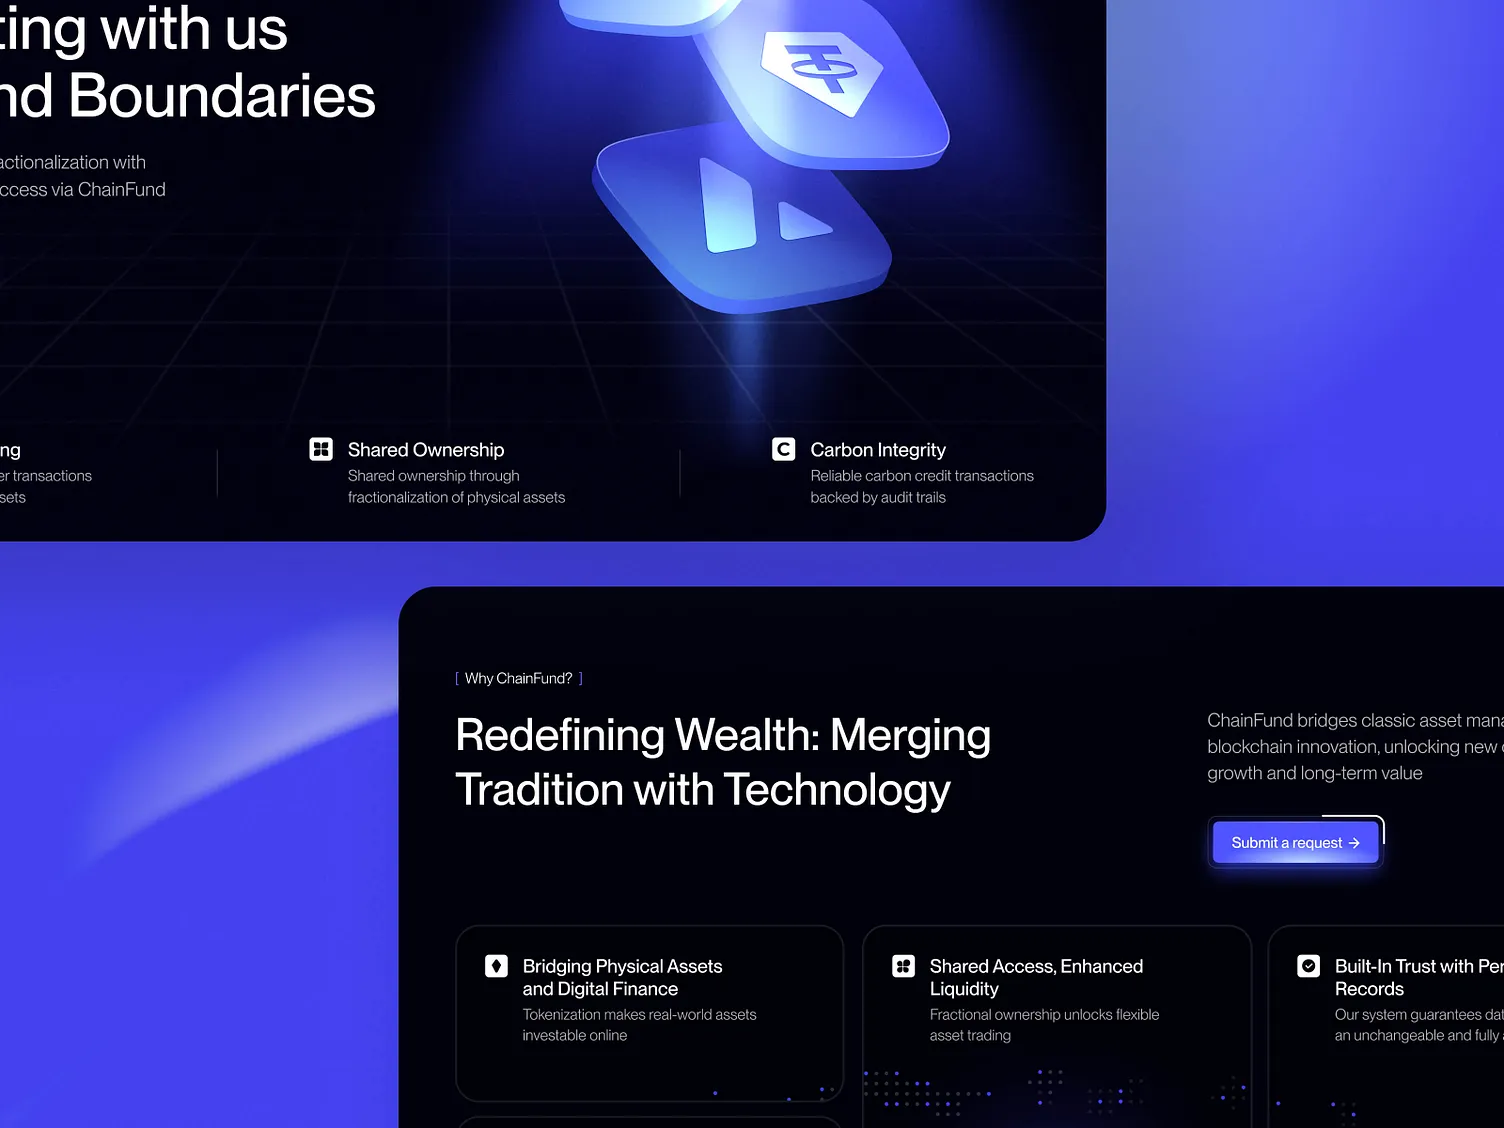 ting with us
nd Boundaries
actionalization with
ccess via ChainFund
ng
er transactions
sets
Shared Ownership
Shared ownership through
fractionalization of physical assets
C
Carbon Integrity
Reliable carbon credit transactions
backed by audit trails
[ Why ChainFund? ]
Redefining Wealth: Merging
Tradition with Technology
ChainFund bridges classic asset mana
blockchain innovation, unlocking new
growth and long-term value
Submit a request →
Bridging Physical Assets
and Digital Finance
Tokenization makes real-world assets
investable online
Shared Access, Enhanced
Liquidity
Fractional ownership unlocks flexible
asset trading
Built-In Trust with Per
Records
Our system guarantees dat
an unchangeable and fully